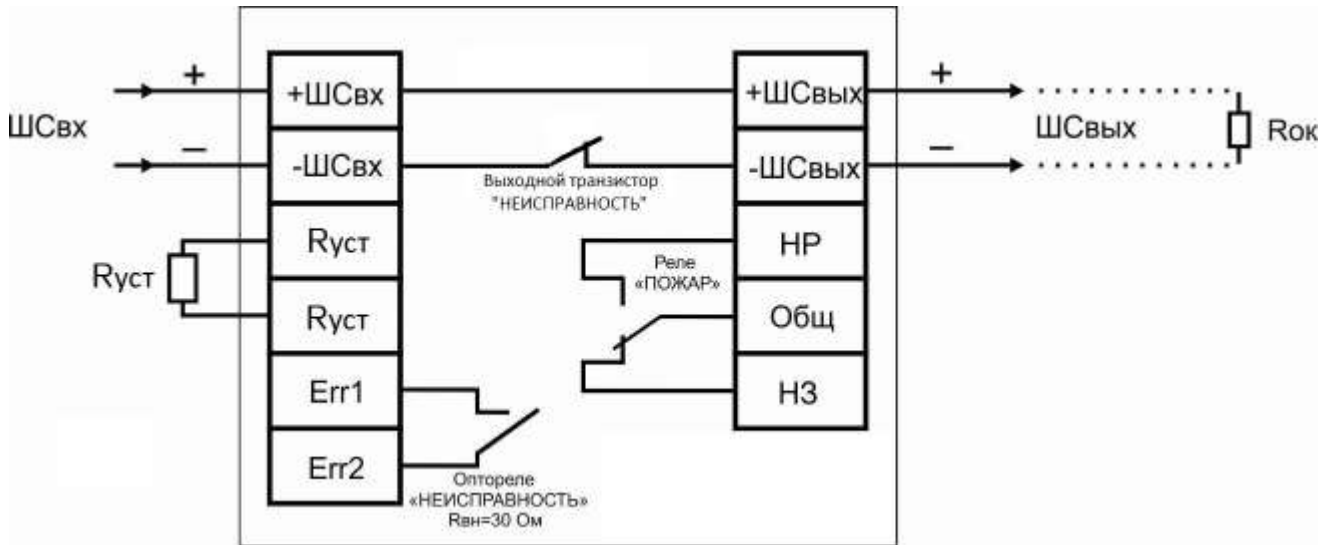 +
+
+ШСвх
+ШСвых
ШСвх
ШСвых
Rок
–
–
-ШСвх
-ШСвых
Выходной транзистор
"НЕИСПРАВНОСТЬ"
Rуст
НР
Реле
«ПОЖАР»
Rуст
Rуст
Общ
Err1
НЗ
Err2
Оптореле
«НЕИСПРАВНОСТЬ»
Rвн=30 Ом